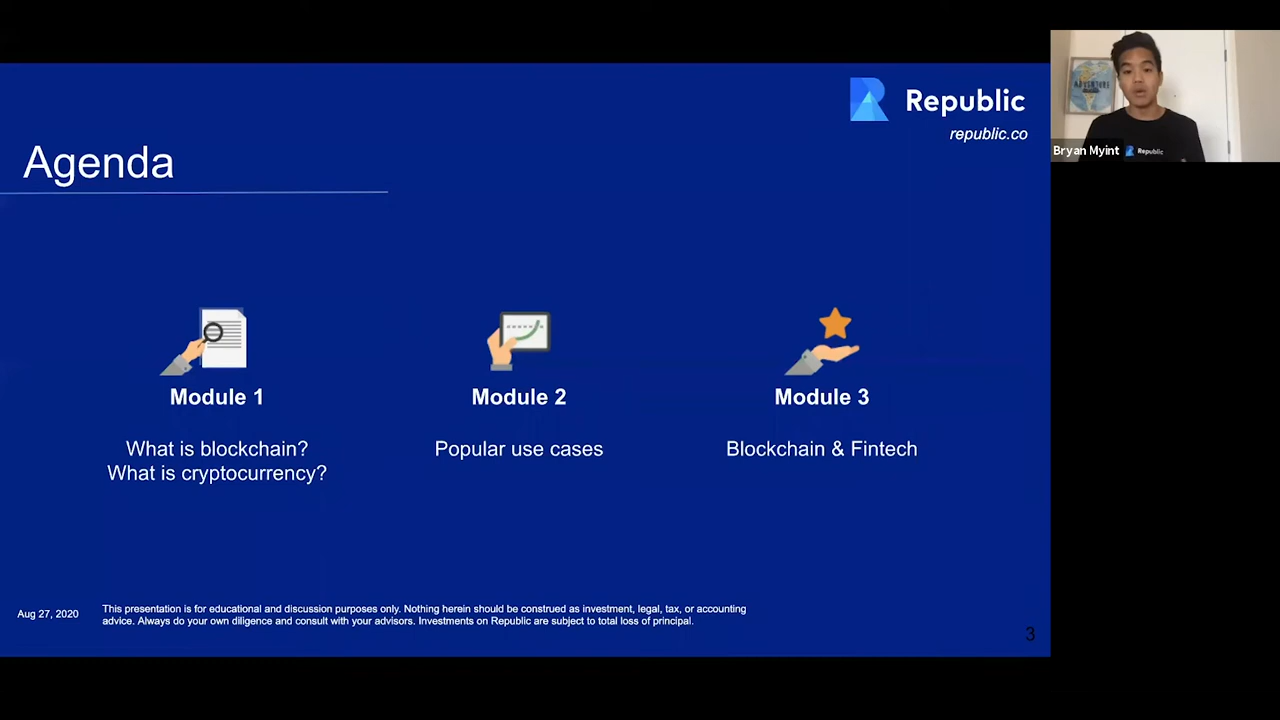 Republic
republic.co
Agenda
Module 1
What is blockchain?
What is cryptocurrency?
Module 2
Popular use cases
Module 3
Blockchain & Fintech
Aug 27, 2020
This presentation is for educational and discussion purposes only. Nothing herein should be construed as investment, legal, tax, or accounting
advice. Always do your own diligence and consult with your advisors. Investments on Republic are subject to total loss of principal.
3
ADVENTURE
Bryan Myint
Republic